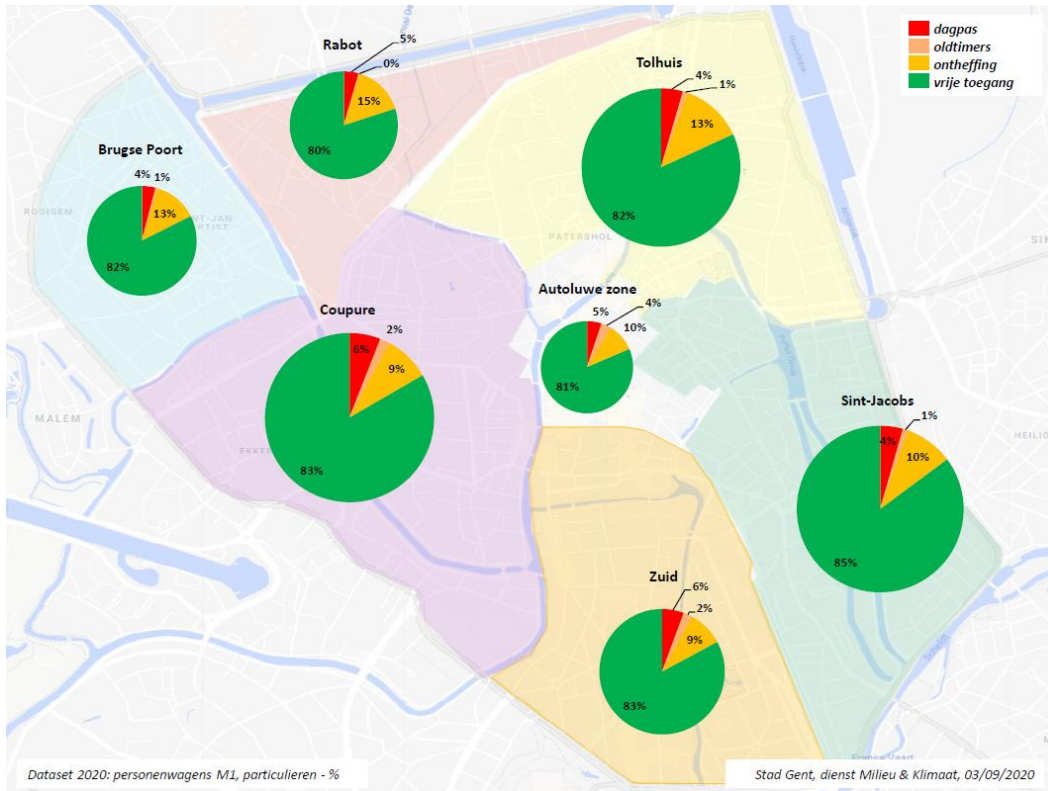 dagpas
oldtimers
ontheffing
vrije toegang
Rabot
5%
0%
15%
80%
Tolhuis
4%
1%
13%
82%
Brugse Poort
4% 1%
13%
82%
Coupure
6%
2%
9%
83%
Autoluwe zone
5%
4%
10%
81%
Sint-Jacobs
4%
1%
10%
85%
Zuid
6%
2%
9%
83%
PATERSHOL
MALEM
Dataset 2020: personenwagens M1, particulieren - %
Stad Gent, dienst Milieu & Klimaat, 03/09/2020